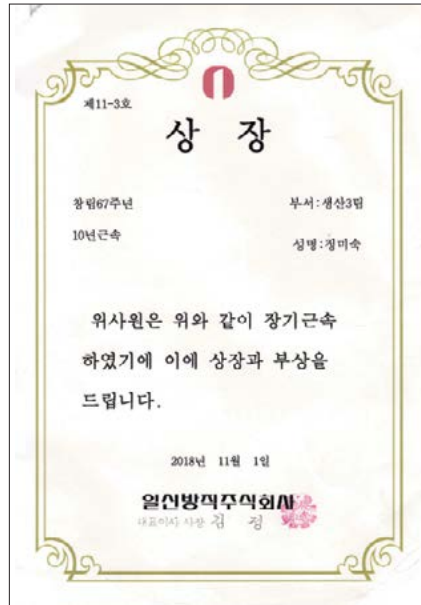 제11-3호
상 장
창립67주년
부서:생산3팀
10년근속
성명:정미숙
위사원은 위와 같이 장기근속
하였기에 이에 상장과 부상을
드립니다.
2018년 11월 1일
일신방직주식회사
대표이사 사장 김 정